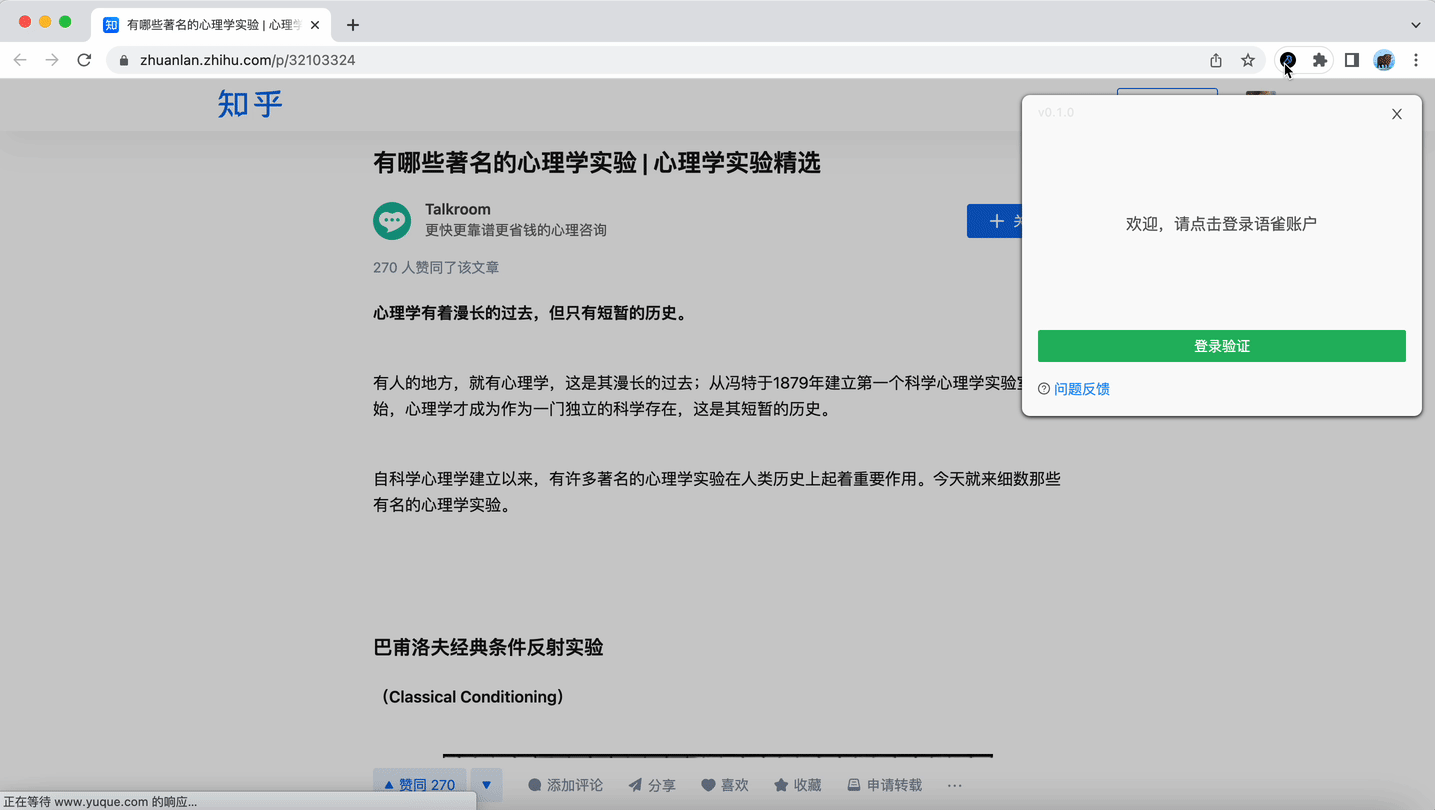 知 有哪些著名的心理学实验 | 心理学
zhuanlan.zhihu.com/p/32103324
知乎
v0.1.0
有哪些著名的心理学实验 | 心理学实验精选
Talkroom
更快更靠谱更省钱的心理咨询
欢迎，请点击登录语雀账户
270 人赞同了该文章
心理学有着漫长的过去，但只有短暂的历史。
登录验证
问题反馈
有人的地方，就有心理学，这是其漫长的过去；从冯特于1879年建立第一个科学心理学实验
始，心理学才成为作为一门独立的科学存在，这是其短暂的历史。
自科学心理学建立以来，有许多著名的心理学实验在人类历史上起着重要作用。今天就来细数那些
有名的心理学实验。
巴甫洛夫经典条件反射实验
（Classical Conditioning）
赞同 270 添加评论 分享 喜欢 收藏 申请转载
正在等待 www.yuque.com 的响应...